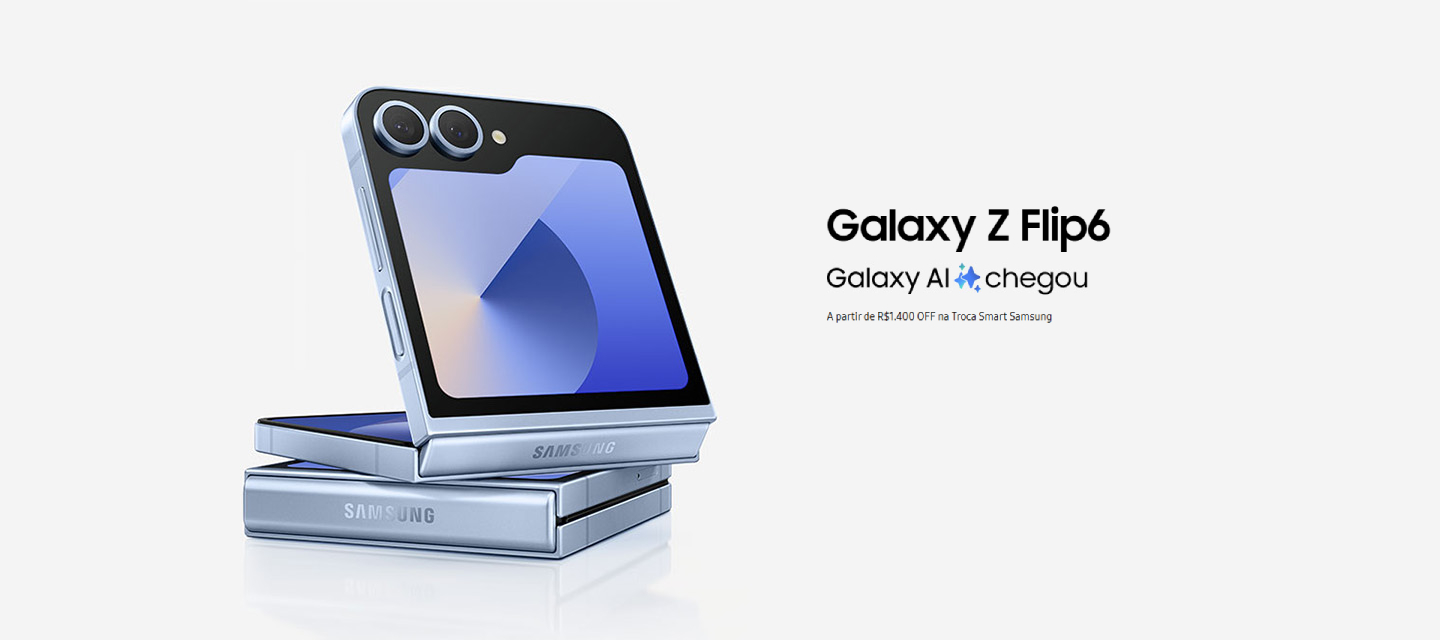 Galaxy Z Flip6
Galaxy AI chegou
A partir de R$1.400 OFF na Troca Smart Samsung
SAMSUNG
SAMSUNG